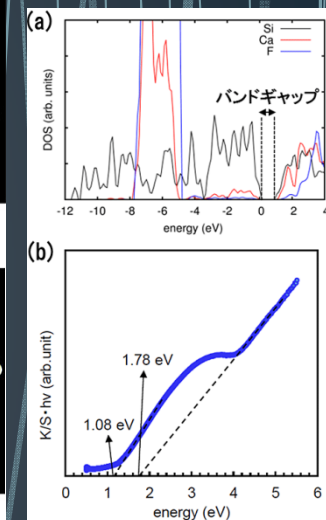 (a)
Si
Ca
F
バンドギャップ
DOS (arb. units)
-12 -10 -8 -6 -4 -2 0 2 4
energy (eV)
(b)
1.78 eV
1.08 eV
K/S・hν (arb.unit)
0 1 2 3 4 5 6
energy (eV)